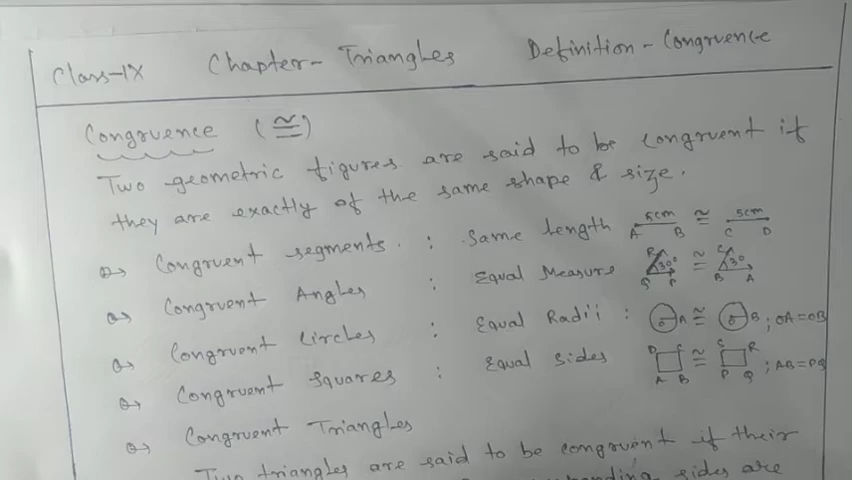 Class-IX Chapter- Triangles Definition - Congruence
Congruence (≅)
Two geometric figures are said to be congruent if
they are exactly of the same shape & size.
Congruent segments. : Same length 5cm A B ≅ 5cm C D
Congruent Angles : Equal Measure R 30° Q P ≅ C 30° B A
Congruent Circles : Equal Radii : O A ≅ O B ; OA=OB
Congruent Squares : Equal sides D C A B ≅ S R P Q ; AB=PQ
Congruent Triangles
Two triangles are said to be congruent if their
sides are